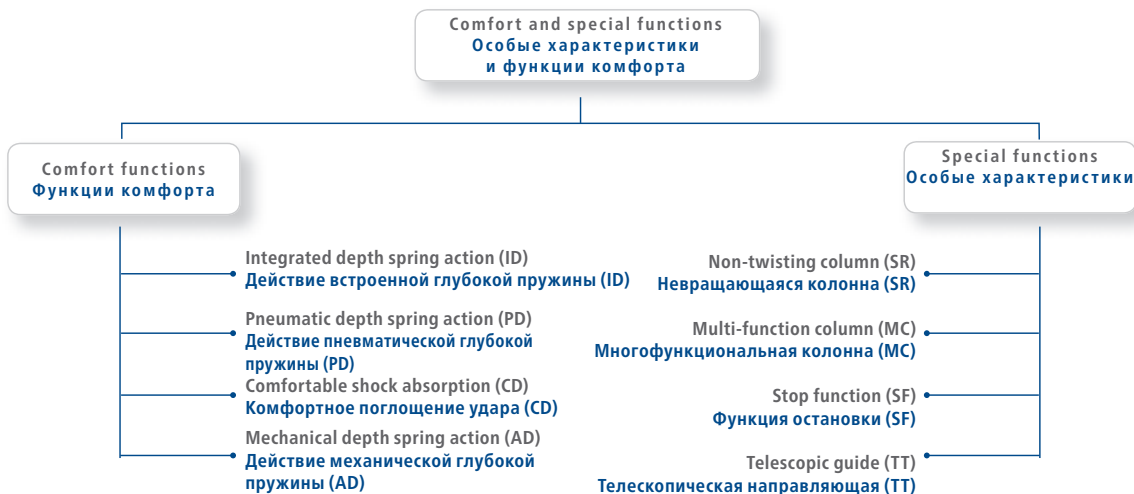 Comfort and special functions
Особые характеристики
и функции комфорта
Comfort functions
Функции комфорта
Special functions
Особые характеристики
Integrated depth spring action (ID)
Действие встроенной глубокой пружины (ID)
Pneumatic depth spring action (PD)
Действие пневматической глубокой
пружины (PD)
Comfortable shock absorption (CD)
Комфортное поглощение удара (CD)
Mechanical depth spring action (AD)
Действие механической глубокой
пружины (AD)
Non-twisting column (SR)
Невращающаяся колонна (SR)
Multi-function column (MC)
Многофункциональная колонна (MC)
Stop function (SF)
Функция остановки (SF)
Telescopic guide (TT)
Телескопическая направляющая (TT)